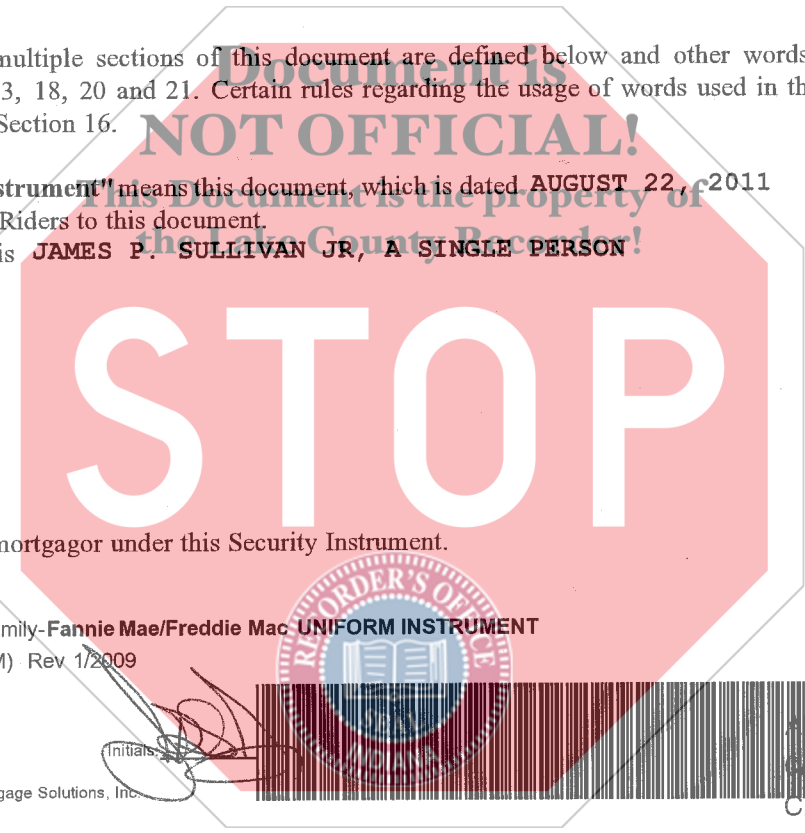 multiple sections of this document are defined below and other words
Document is
3, 18, 20 and 21. Certain rules regarding the usage of words used in th
Section 16.
NOT OFFICIAL!
strument" means this document, which is dated AUGUST 22, 2011
This Document is the property of
Riders to this document.
the Lake County Recorder!
is JAMES P. SULLIVAN JR, A SINGLE PERSON
STOP
mortgagor under this Security Instrument.
RECORDER'S OFFICE
mily-Fannie Mae/Freddie Mac UNIFORM INSTRUMENT
M) Rev 1/2009
SEAL
Initials:
INDIANA
gage Solutions, Inc.